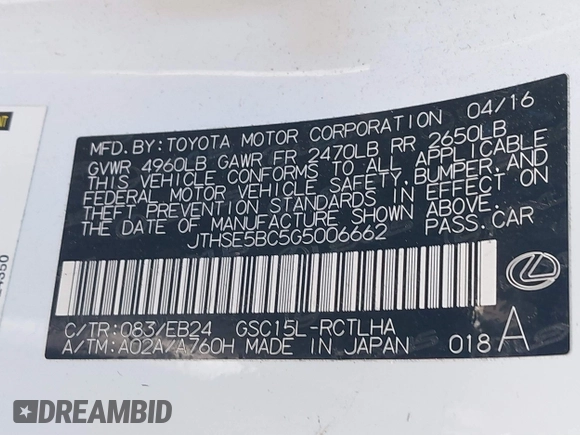 04/16
MFD. BY: TOYOTA MOTOR CORPORATION
GVWR 4960LB GAWR FR 2470LB RR 2650LB
THIS VEHICLE CONFORMS TO ALL APPLICABLE
FEDERAL MOTOR VEHICLE SAFETY, BUMPER, AND
THEFT PREVENTION STANDARDS IN EFFECT ON
THE DATE OF MANUFACTURE SHOWN ABOVE.
JTHSE5BC5G5006662 PASS. CAR
C/TR: 083/EB24 GSC15L-RCTLHA
A/TM: A02A/A760H MADE IN JAPAN 018 A
DREAMBID